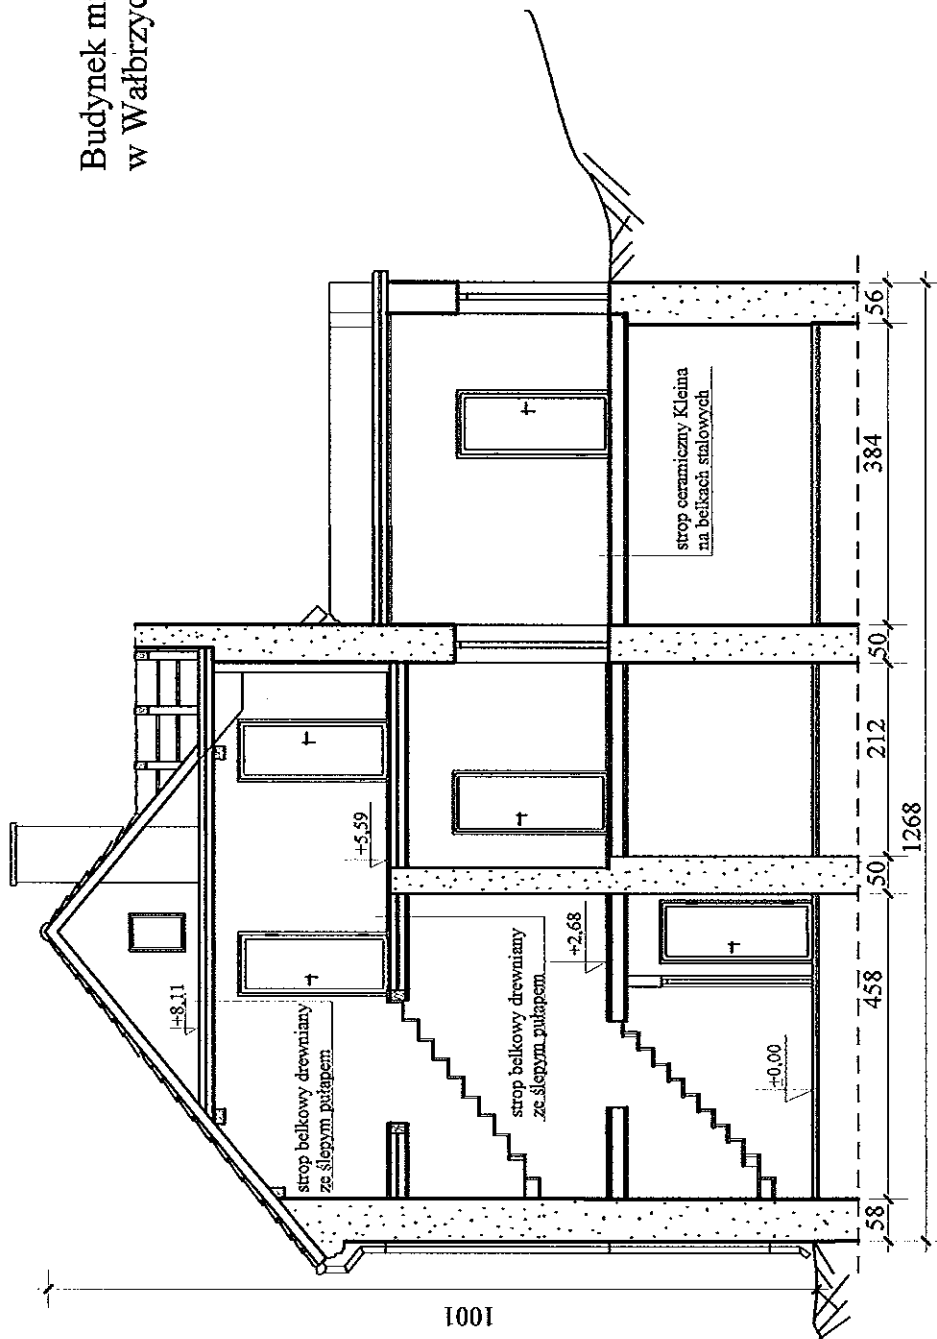 Budynek m
w Wałbrzyc
+8,11
strop belkowy drewniany
ze ślepym pułapem
+5,59
strop belkowy drewniany
ze ślepym pułapem
+2,68
strop ceramiczny Kleina
na belkach stalowych
±0,00
58
458
50
212
50
384
56
1268
1001